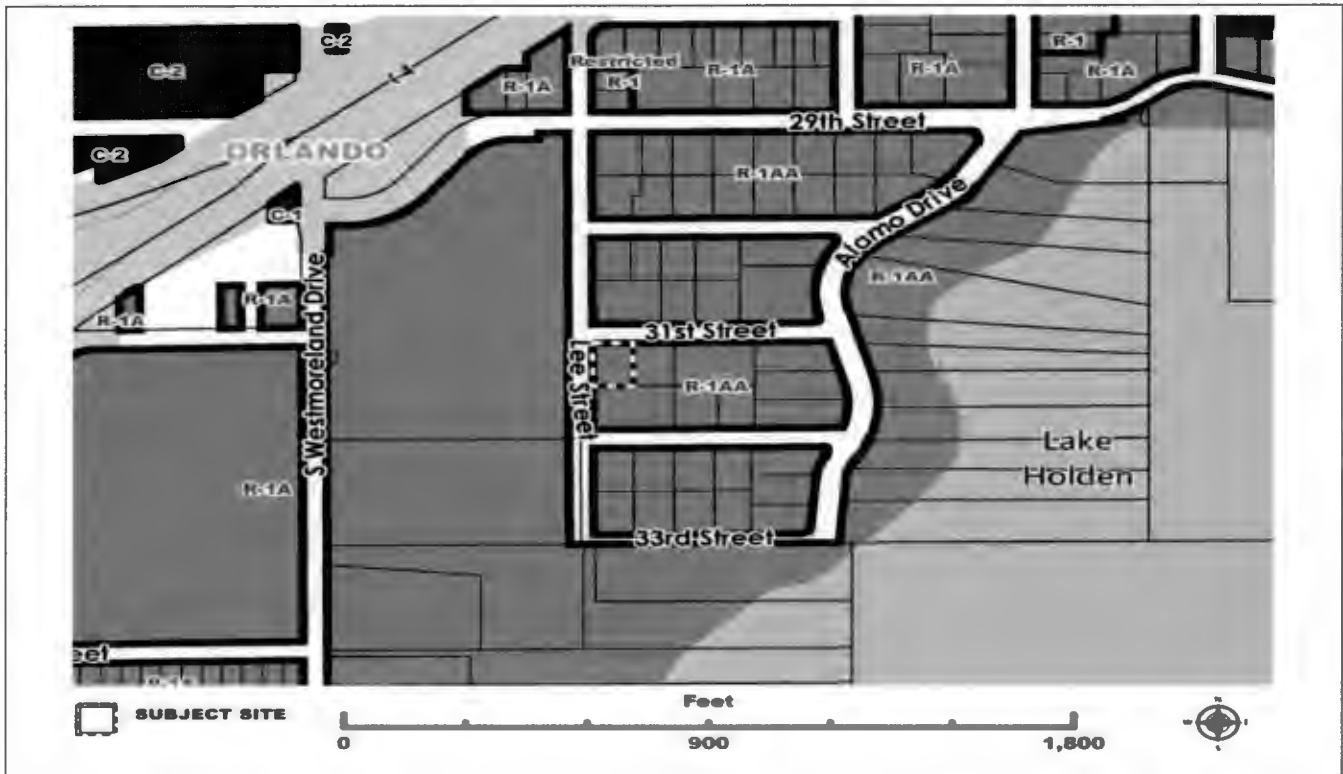 C-2
C-2
I-4
Restricted
R-1
R-1A
R-1A
R-1A
R-1
R-1A
29th Street
C-2
ORLANDO
R-1AA
C-1
Alamo Drive
R-1AA
R-1A
R-1A
S Westmoreland Drive
31st Street
Lee Street
R-1AA
Lake
Holden
R-1A
33rd Street
eet
R-1A
SUBJECT SITE
Feet
0
900
1,800